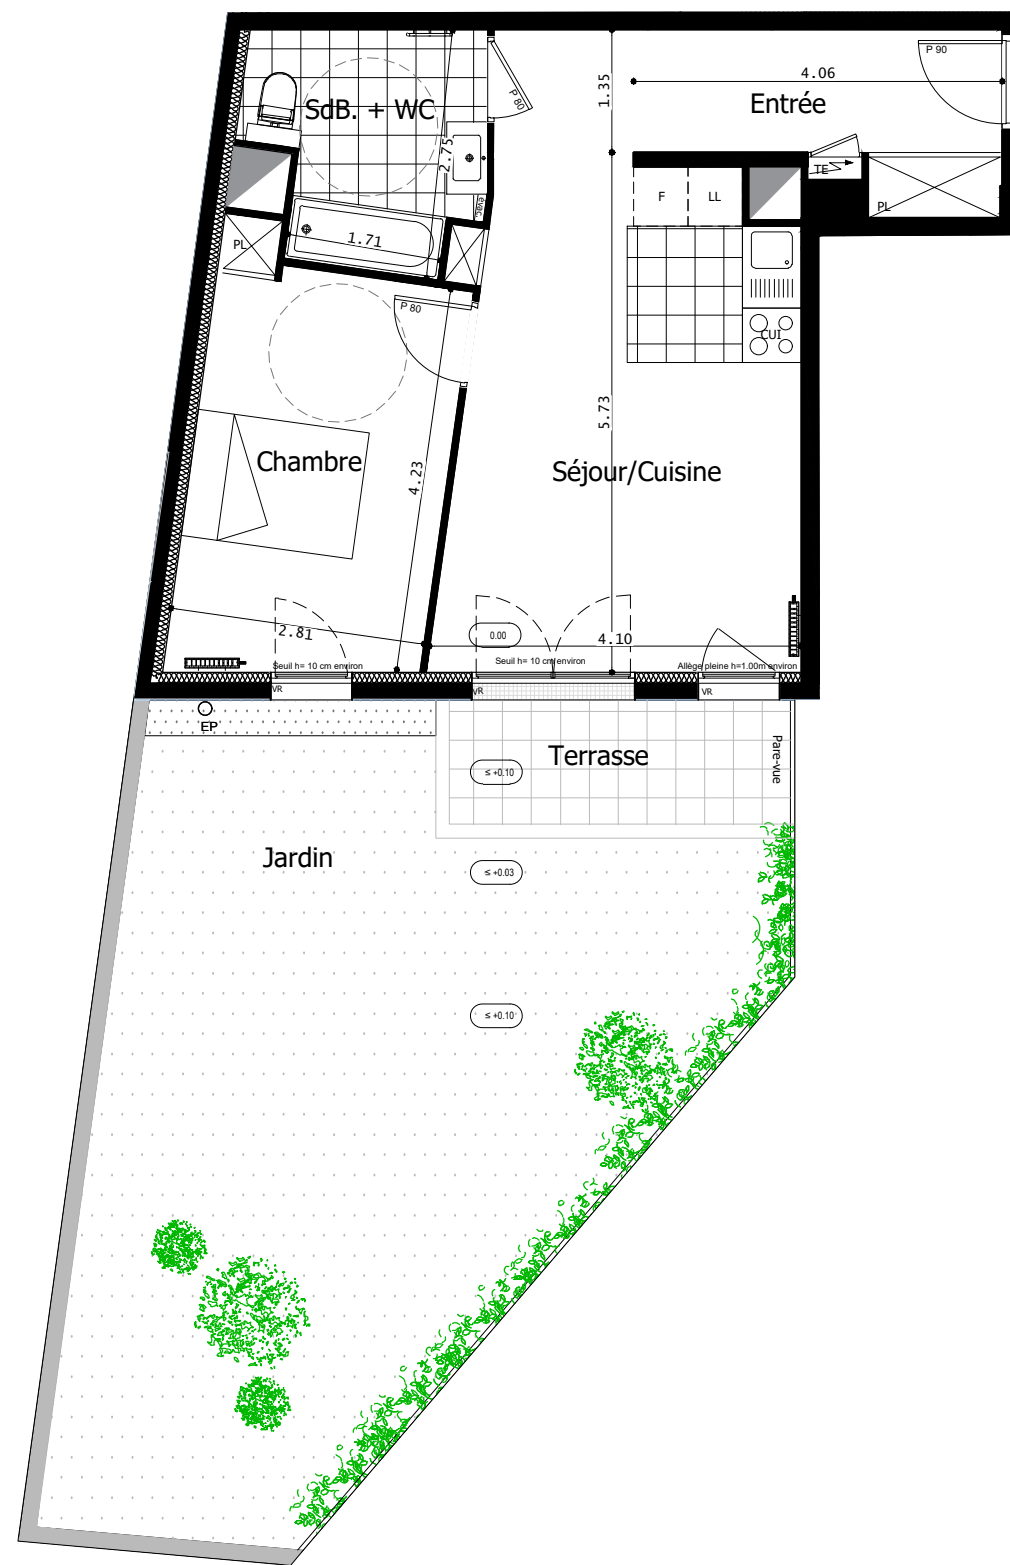 P 90
4.06
Entrée
1.35
P 80
SdB. + WC
2.75
TE
F
LL
PL
évac.
PL
1.71
P 80
CUI
5.73
Chambre
4.23
Séjour/Cuisine
2.81
0.00
4.10
Seuil h= 10 cm environ
Seuil h= 10 cm environ
Allège pleine h=1.00m environ
VR
VR
VR
EP
Terrasse
Pare-vue
≤ +0.10
Jardin
≤ +0.03
≤ +0.10